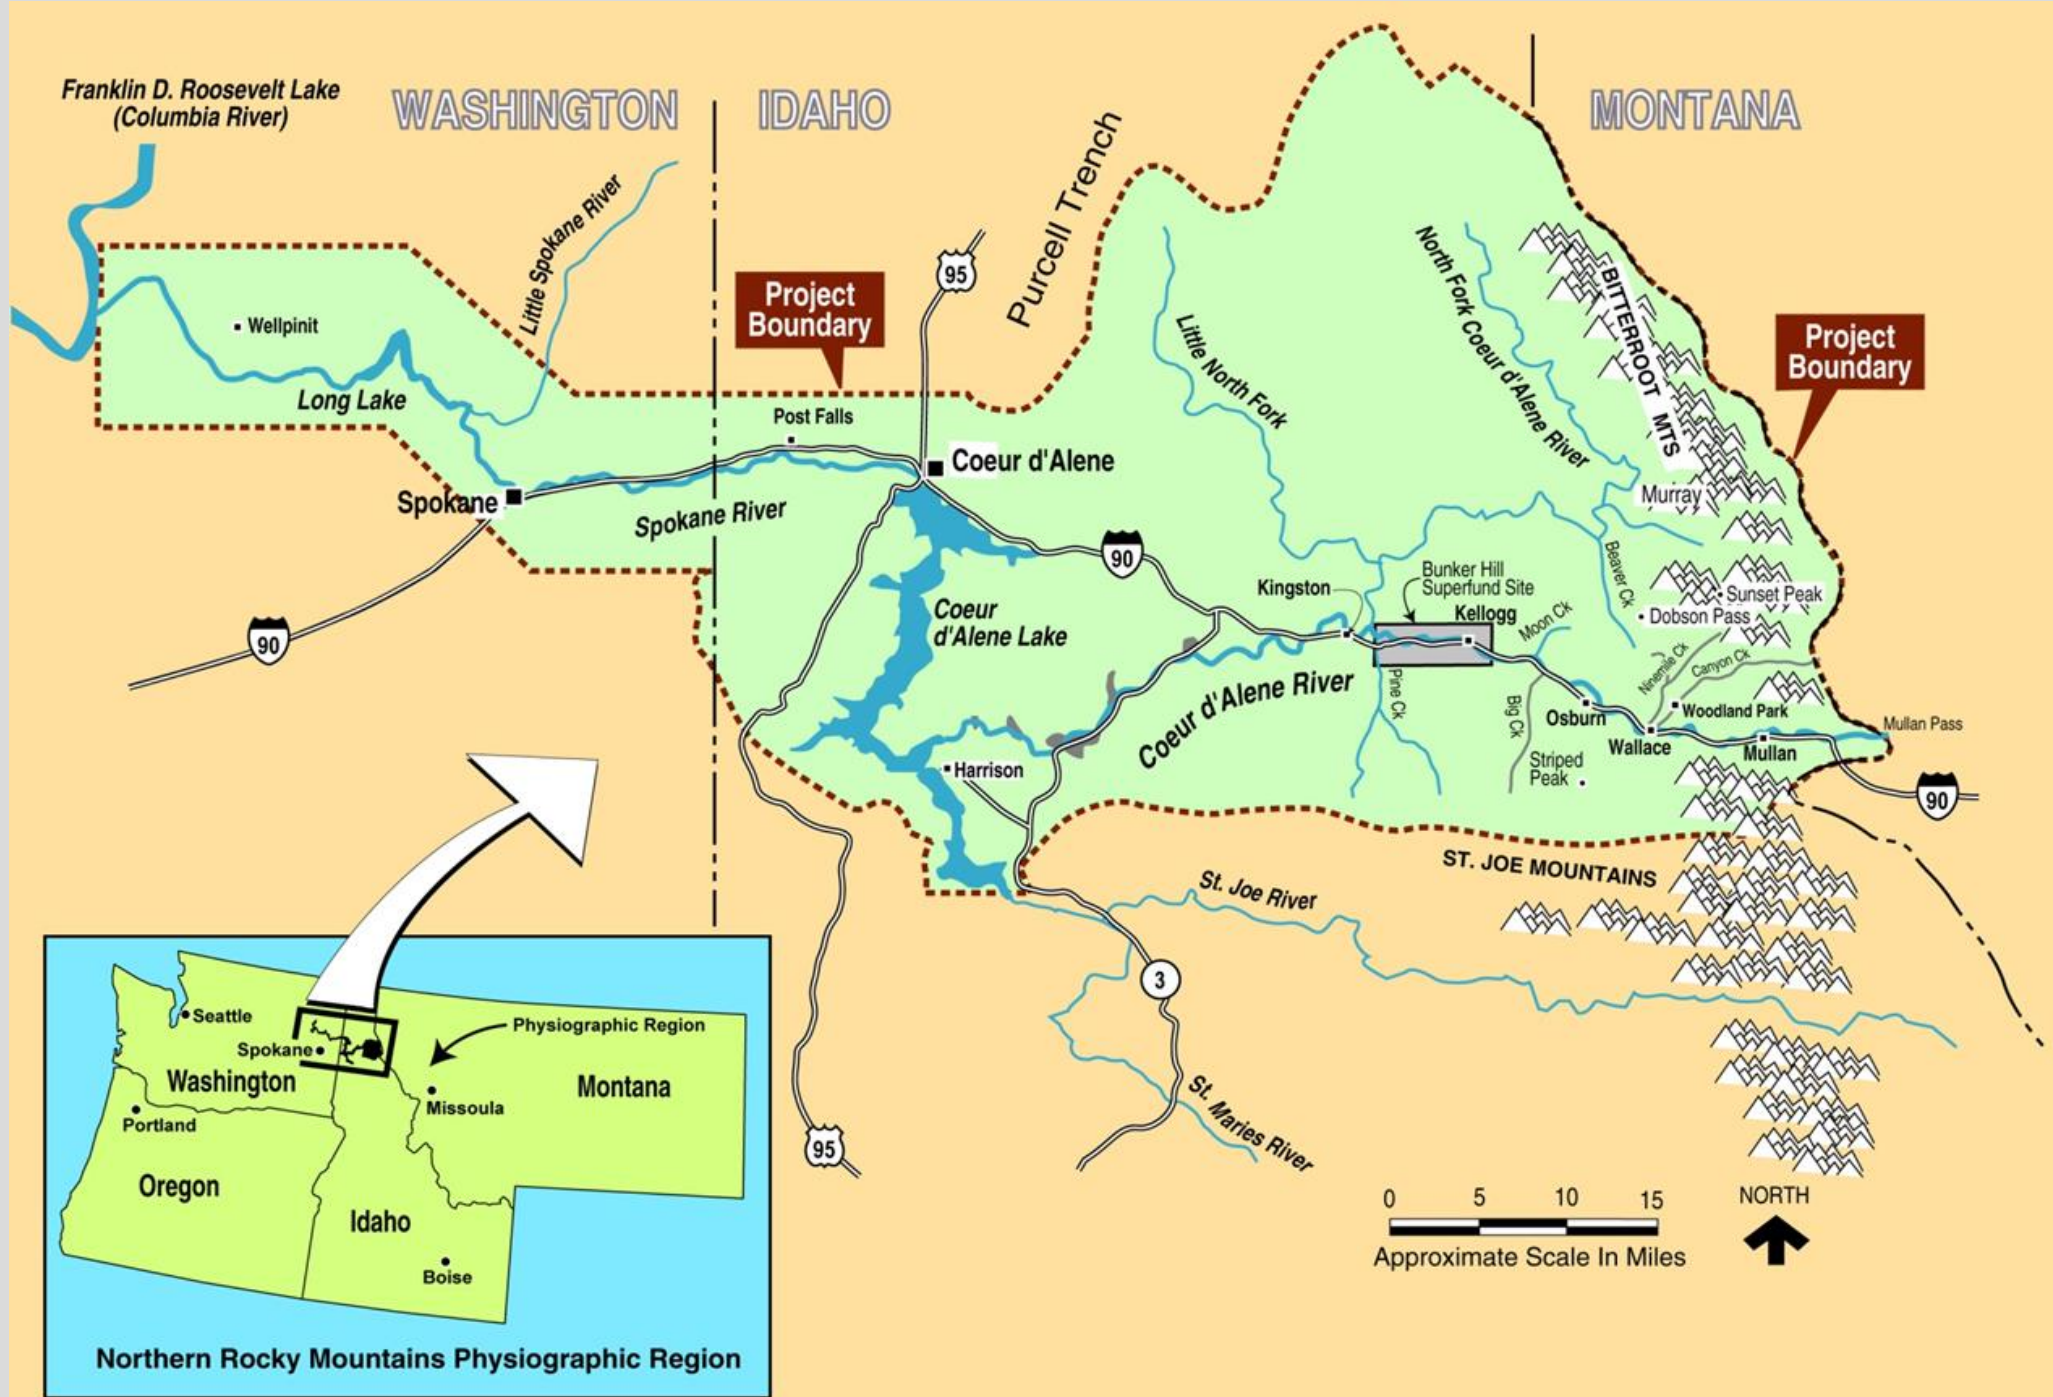 Franklin D. Roosevelt Lake
(Columbia River)
WASHINGTON
IDAHO
MONTANA
Little Spokane River
Purcell Trench
95
Project
Boundary
Wellpinit
Long Lake
Post Falls
Coeur d'Alene
Spokane
Spokane River
90
Little North Fork
North Fork Coeur d'Alene River
BITTERROOT MTS
Project
Boundary
Murray
90
Coeur
d'Alene Lake
Kingston
Bunker Hill
Superfund Site
Kellogg
Moon Ck
Beaver Ck
Sunset Peak
Dobson Pass
Ninemile Ck
Canyon Ck
Coeur d'Alene River
Pine Ck
Big Ck
Osburn
Woodland Park
Wallace
Mullan
Mullan Pass
Striped
Peak
90
Harrison
ST. JOE MOUNTAINS
St. Joe River
3
St. Maries River
95
0 5 10 15
Approximate Scale In Miles
NORTH
Seattle
Spokane
Physiographic Region
Washington
Montana
Missoula
Portland
Oregon
Idaho
Boise
Northern Rocky Mountains Physiographic Region